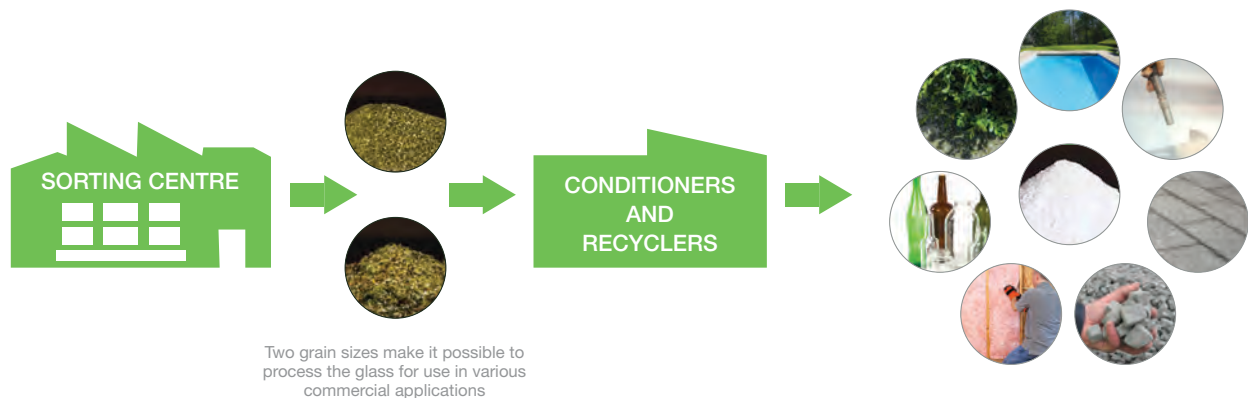 SORTING CENTRE
CONDITIONERS
AND
RECYCLERS
Two grain sizes make it possible to
process the glass for use in various
commercial applications